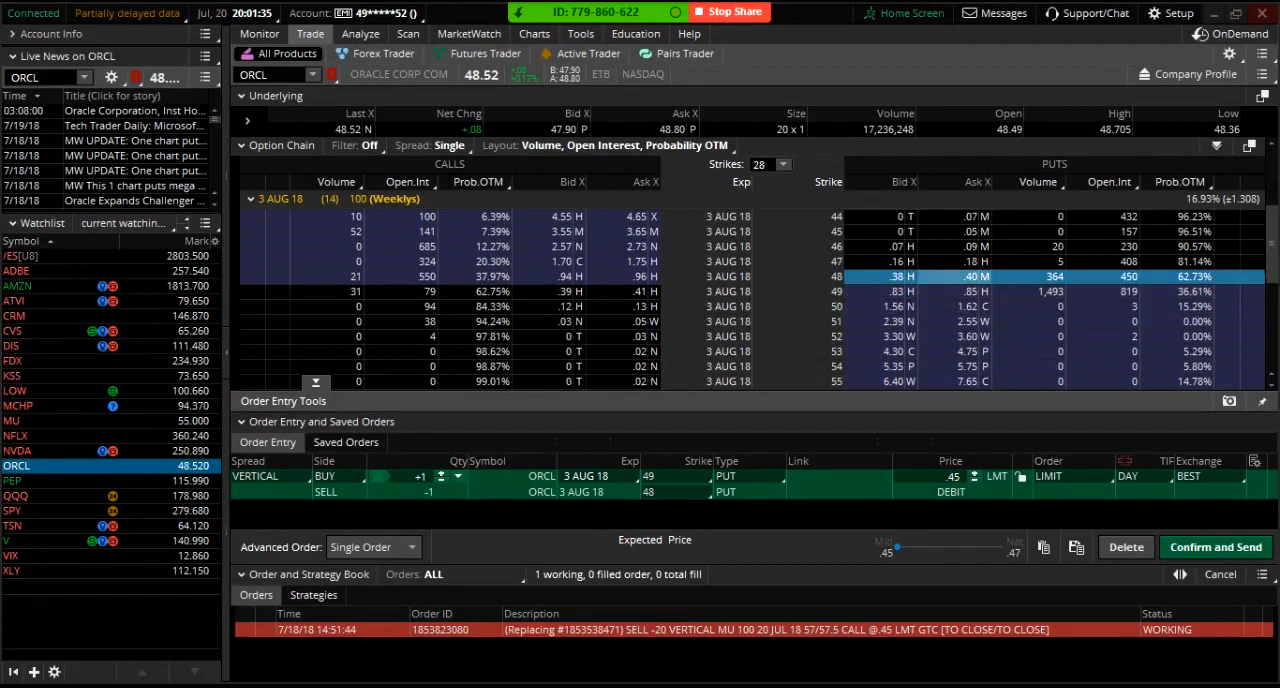 Connected Partially delayed data Jul, 20 20:01:35 Account: EMI 49*****52 () ID: 779-860-622 Stop Share Home Screen Messages Support/Chat Setup
Account Info Monitor Trade Analyze Scan MarketWatch Charts Tools Education Help OnDemand
Live News on ORCL All Products Forex Trader Futures Trader Active Trader Pairs Trader
ORCL 48.... ORCL ORACLE CORP COM 48.52 +.08 +0.17% B: 47.90 A: 48.80 ETB NASDAQ Company Profile
Time Title (Click for story)
03:08:00 Oracle Corporation, Inst Ho...
7/19/18 Tech Trader Daily: Microsof...
7/18/18 MW UPDATE: One chart put...
7/18/18 MW UPDATE: One chart put...
7/18/18 MW This 1 chart puts mega ...
7/18/18 Oracle Expands Challenger ...
Watchlist current watchin...
Symbol Mark
/ES[U8] 2803.500
ADBE 257.540
AMZN 1813.700
ATVI 79.650
CRM 146.870
CVS 65.260
DIS 111.480
FDX 234.930
KSS 73.650
LOW 100.660
MCHP 94.370
MU 55.000
NFLX 360.240
NVDA 250.890
ORCL 48.520
PEP 115.990
QQQ 178.980
SPY 279.680
TSN 64.120
V 140.990
VIX 12.860
XLY 112.150
Underlying
Last X Net Chng Bid X Ask X Size Volume Open High Low
48.52 N +.08 47.90 P 48.80 P 20 x 1 17,236,248 48.49 48.705 48.36
Option Chain Filter: Off Spread: Single Layout: Volume, Open Interest, Probability OTM
CALLS Strikes: 28 PUTS
Volume Open.Int Prob.OTM Bid X Ask X Exp Strike Bid X Ask X Volume Open.Int Prob.OTM
3 AUG 18 (14) 100 (Weeklys) 16.93% (±1.308)
10 100 6.39% 4.55 H 4.65 X 3 AUG 18 44 0 T .07 M 0 432 96.23%
52 141 7.39% 3.55 M 3.65 M 3 AUG 18 45 0 T .05 M 0 207 96.51%
0 685 12.27% 2.57 N 2.73 N 3 AUG 18 46 .07 H .09 M 20 230 90.57%
0 324 20.30% 1.70 C 1.75 H 3 AUG 18 47 .16 H .18 H 5 408 81.14%
21 550 37.97% .94 H .96 H 3 AUG 18 48 .38 H .40 M 364 450 62.73%
31 79 62.75% .39 H .41 H 3 AUG 18 49 .83 H .85 H 1,493 819 36.61%
0 94 84.33% .12 H .13 H 3 AUG 18 50 1.56 N 1.62 C 0 3 15.29%
0 38 94.24% .03 N .05 W 3 AUG 18 51 2.39 N 2.55 W 0 0 0.00%
0 4 97.81% 0 T .03 N 3 AUG 18 52 3.30 W 3.60 W 0 2 0.00%
0 0 98.62% 0 T .02 N 3 AUG 18 53 4.30 C 4.75 P 0 0 5.29%
0 0 98.87% 0 T .02 N 3 AUG 18 54 5.35 P 5.75 P 0 0 5.80%
0 0 99.01% 0 T .02 N 3 AUG 18 55 6.40 W 7.65 C 0 0 14.78%
Order Entry Tools
Order Entry and Saved Orders
Order Entry Saved Orders
Spread Side Qty Symbol Exp Strike Type Link Price Order TIF Exchange
VERTICAL BUY +1 ORCL 3 AUG 18 49 PUT .45 LMT LIMIT DAY BEST
SELL -1 ORCL 3 AUG 18 48 PUT DEBIT
Advanced Order: Single Order Expected Price Mid .45 Nat .47 Delete Confirm and Send
Order and Strategy Book Orders: ALL 1 working, 0 filled order, 0 total fill Cancel
Orders Strategies
Time Order ID Description Status
7/18/18 14:51:44 1853823080 (Replacing #1853538471) SELL -20 VERTICAL MU 100 20 JUL 18 57/57.5 CALL @.45 LMT GTC [TO CLOSE/TO CLOSE] WORKING